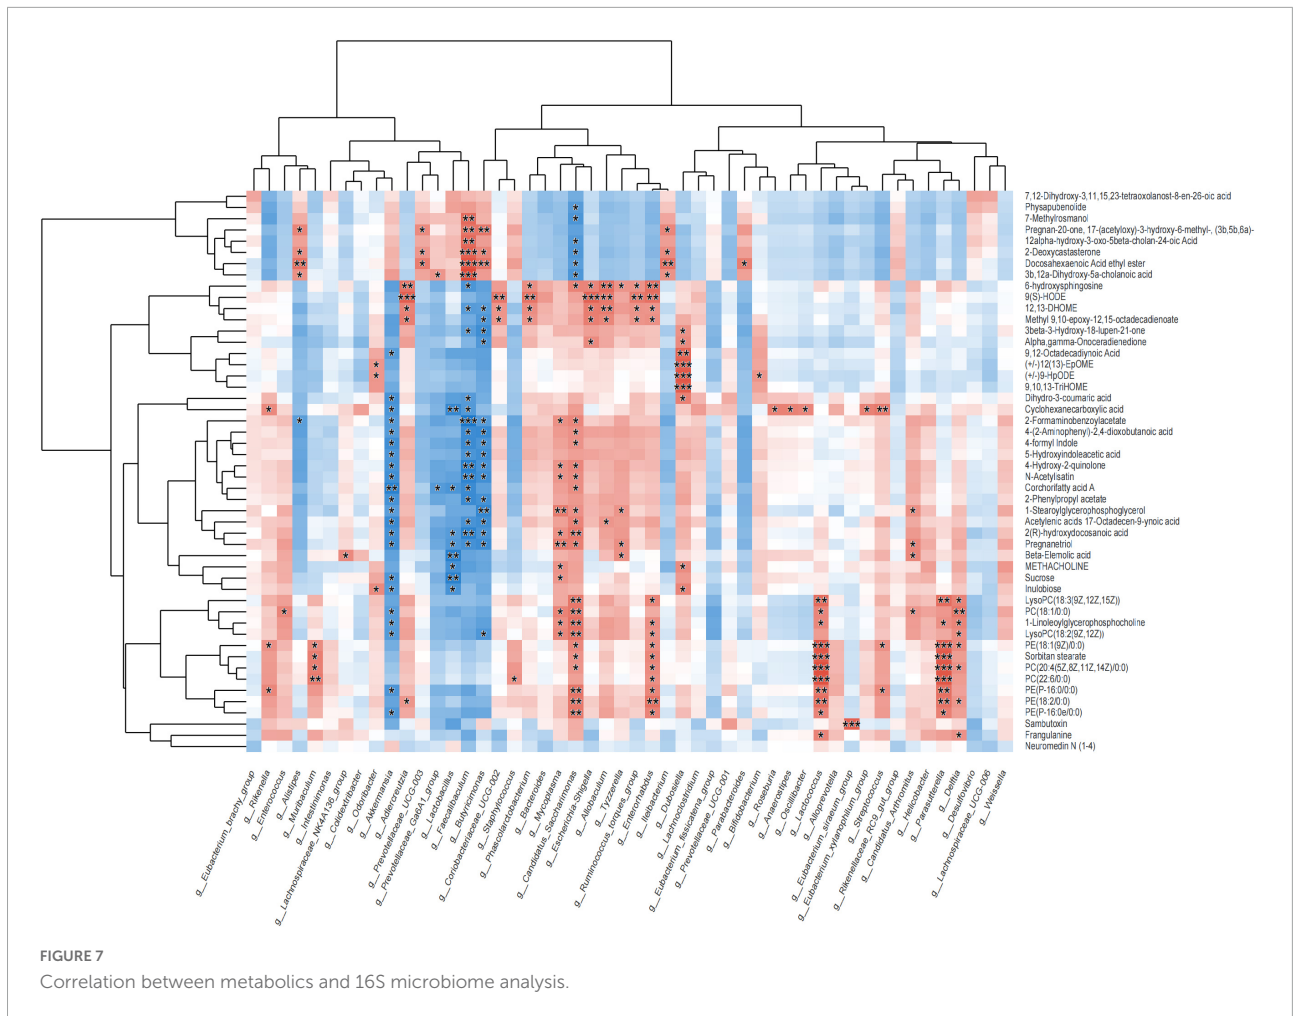 7,12-Dihydroxy-3,11,15,23-tetraoxolanost-8-en-26-oic acid
Physapubenolide
7-Methylrosmanol
Pregnan-20-one, 17-(acetyloxy)-3-hydroxy-6-methyl-, (3b,5b,6a)-
12alpha-hydroxy-3-oxo-5beta-cholan-24-oic Acid
2-Deoxycastasterone
Docosahexaenoic Acid ethyl ester
3b,12a-Dihydroxy-5a-cholanoic acid
6-hydroxysphingosine
9(S)-HODE
12,13-DHOME
Methyl 9,10-epoxy-12,15-octadecadienoate
3beta-3-Hydroxy-18-lupen-21-one
Alpha,gamma-Onoceradienedione
9,12-Octadecadiynoic Acid
(+/-)12(13)-EpOME
(+/-)9-HpODE
9,10,13-TriHOME
Dihydro-3-coumaric acid
Cyclohexanecarboxylic acid
2-Formaminobenzoylacetate
4-(2-Aminophenyl)-2,4-dioxobutanoic acid
4-formyl Indole
5-Hydroxyindoleacetic acid
4-Hydroxy-2-quinolone
N-Acetylisatin
Corchorifatty acid A
2-Phenylpropyl acetate
1-Stearoylglycerophosphoglycerol
Acetylenic acids 17-Octadecen-9-ynoic acid
2(R)-hydroxydocosanoic acid
Pregnanetriol
Beta-Elemolic acid
METHACHOLINE
Sucrose
Inulobiose
LysoPC(18:3(9Z,12Z,15Z))
PC(18:1/0:0)
1-Linoleoylglycerophosphocholine
LysoPC(18:2(9Z,12Z))
PE(18:1(9Z)/0:0)
Sorbitan stearate
PC(20:4(5Z,8Z,11Z,14Z)/0:0)
PC(22:6/0:0)
PE(P-16:0/0:0)
PE(18:2/0:0)
PE(P-16:0e/0:0)
Sambutoxin
Frangulanine
Neuromedin N (1-4)
g__Eubacterium_brachy_group
g__Rikenella
g__Enterococcus
g__Alistipes
g__Muribaculum
g__Intestinimonas
g__Lachnospiraceae_NK4A136_group
g__Colidextribacter
g__Odoribacter
g__Akkermansia
g__Adlercreutzia
g__Prevotellaceae_UCG-003
g__Prevotellaceae_Ga6A1_group
g__Lactobacillus
g__Faecalibaculum
g__Butyricimonas
g__Coriobacteriaceae_UCG-002
g__Staphylococcus
g__Phascolarctobacterium
g__Bacteroides
g__Mycoplasma
g__Candidatus_Saccharimonas
g__Escherichia-Shigella
g__Allobaculum
g__Tyzzerella
g__Ruminococcus_torques_group
g__Enterorhabdus
g__Ileibacterium
g__Dubosiella
g__Lachnoclostridium
g__Eubacterium_fissicatena_group
g__Prevotellaceae_UCG-001
g__Parabacteroides
g__Bifidobacterium
g__Roseburia
g__Anaerostipes
g__Oscillibacter
g__Lactococcus
g__Alloprevotella
g__Eubacterium_siraeum_group
g__Eubacterium_xylanophilum_group
g__Streptococcus
g__Rikenellaceae_RC9_gut_group
g__Candidatus_Arthromitus
g__Helicobacter
g__Parasutterella
g__Delftia
g__Desulfovibrio
g__Lachnospiraceae_UCG-006
g__Weissella
FIGURE 7
Correlation between metabolics and 16S microbiome analysis.